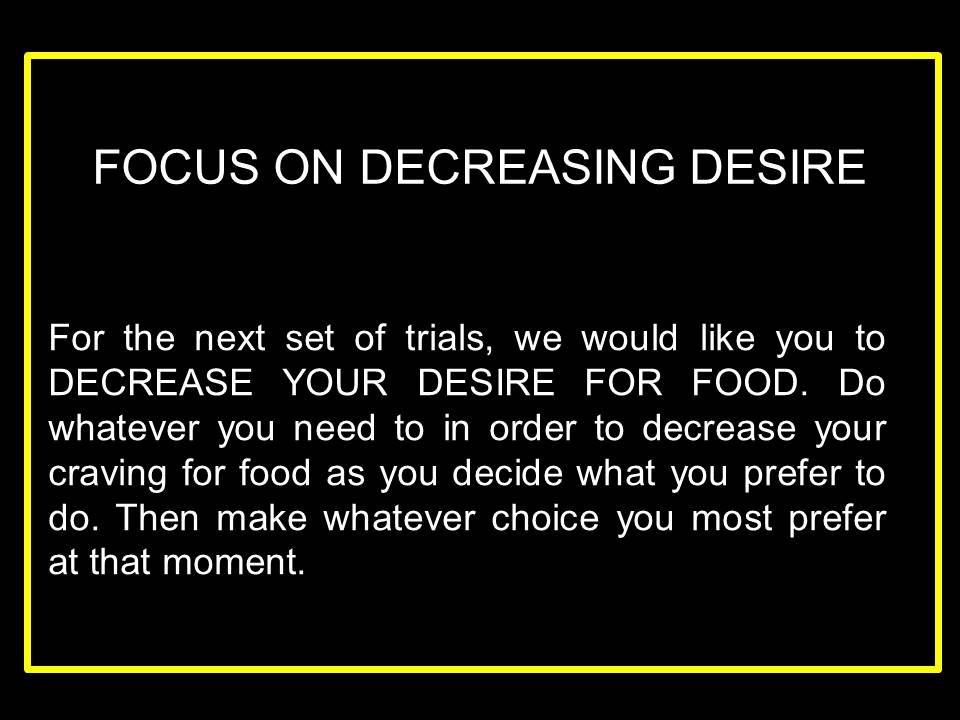 FOCUS ON DECREASING DESIRE
For the next set of trials, we would like you to
DECREASE YOUR DESIRE FOR FOOD. Do
whatever you need to in order to decrease your
craving for food as you decide what you prefer to
do. Then make whatever choice you most prefer
at that moment.